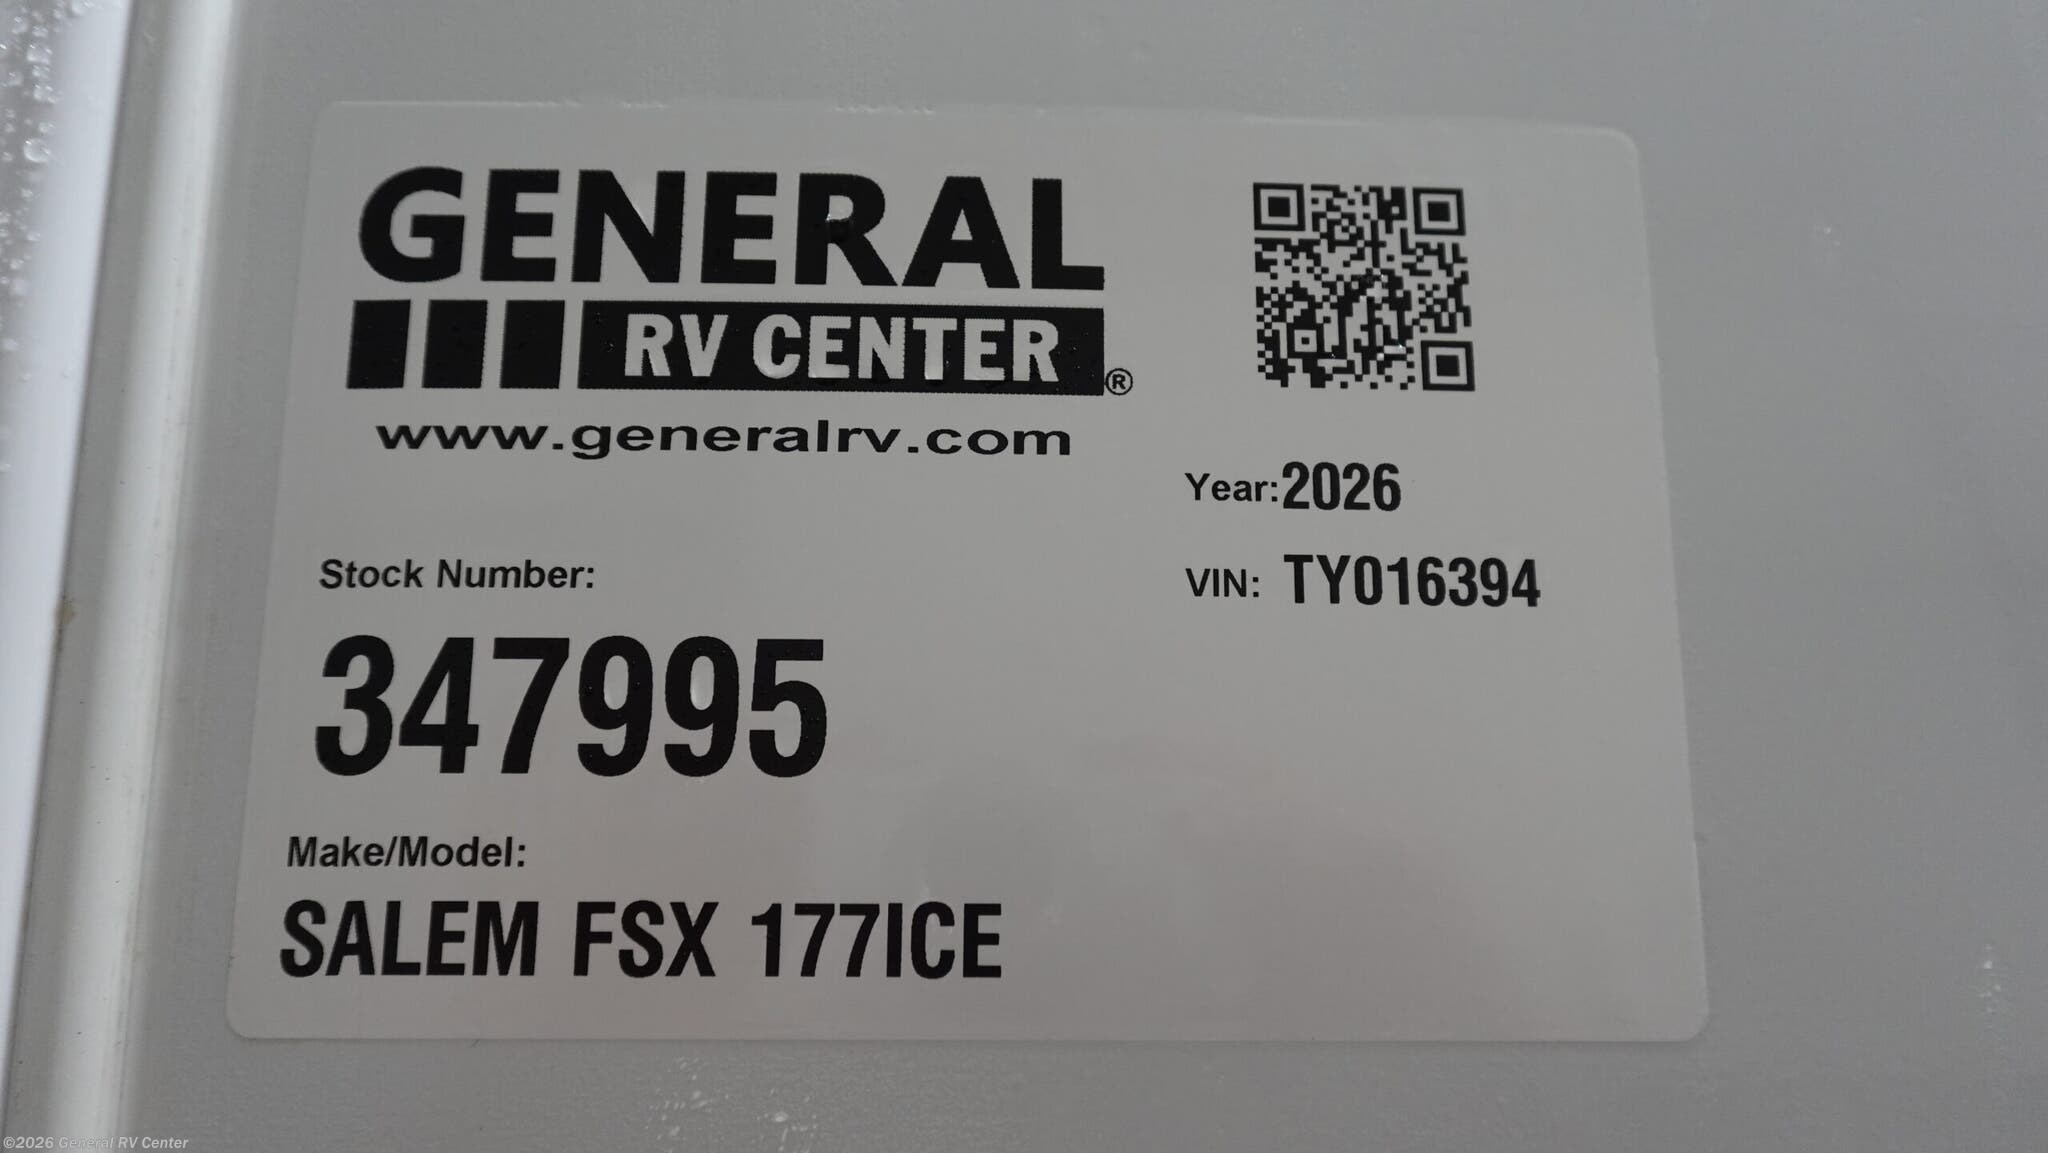 GENERAL
RV CENTER®
www.generalrv.com
Year: 2026
VIN: TY016394
Stock Number:
347995
Make/Model:
SALEM FSX 177ICE
©2026 General RV Center